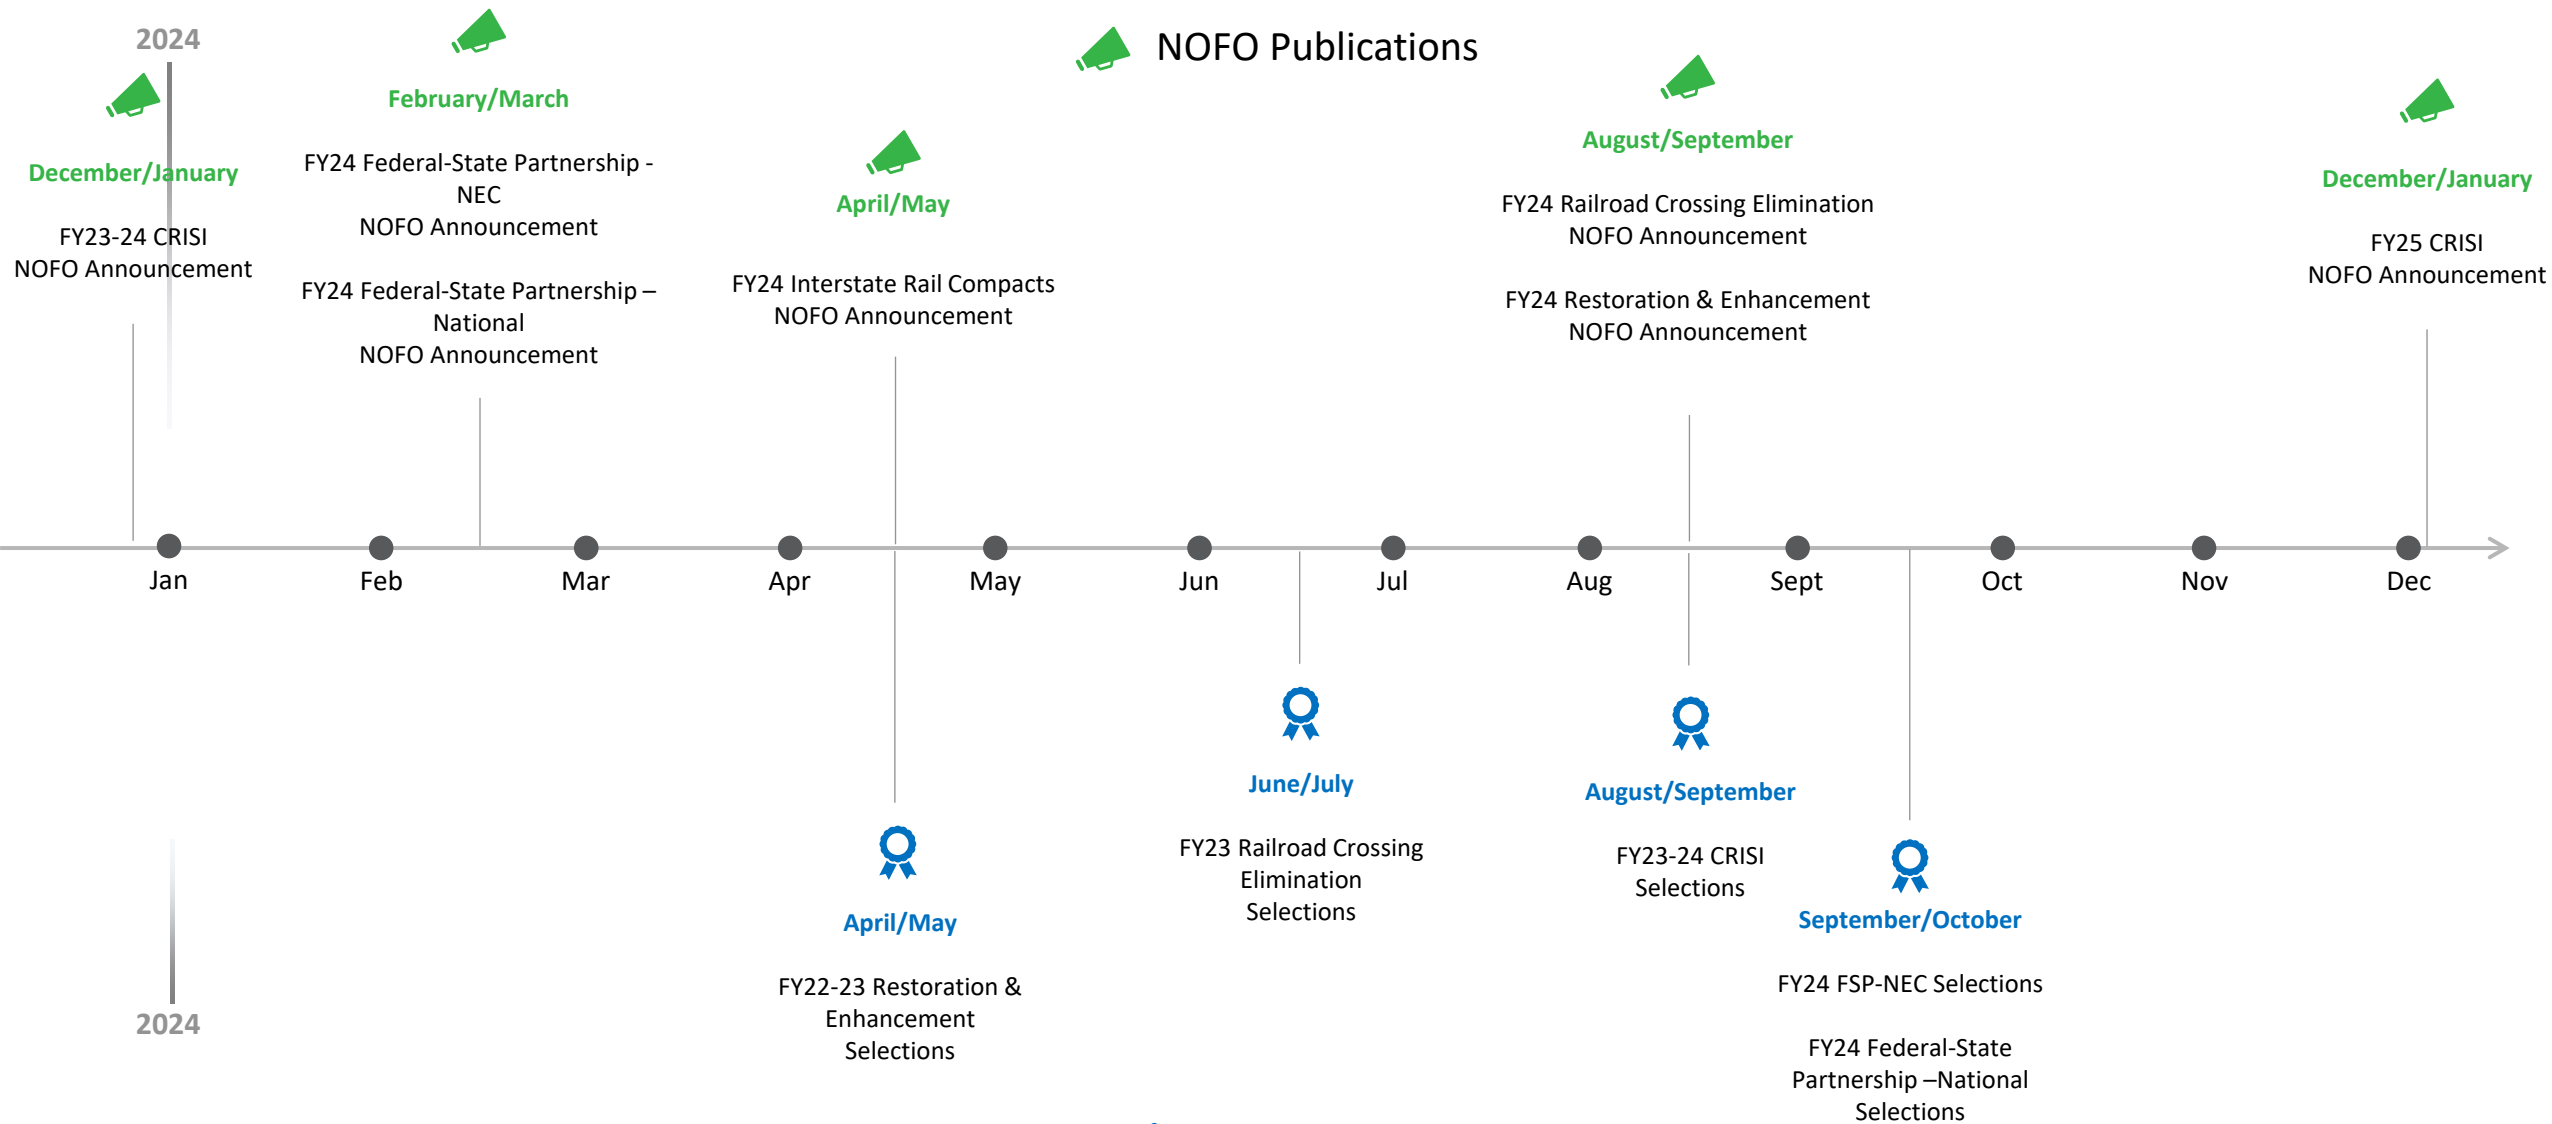 2024
NOFO Publications
December/January
FY23-24 CRISI
NOFO Announcement
February/March
FY24 Federal-State Partnership -
NEC
NOFO Announcement
FY24 Federal-State Partnership –
National
NOFO Announcement
April/May
FY24 Interstate Rail Compacts
NOFO Announcement
August/September
FY24 Railroad Crossing Elimination
NOFO Announcement
FY24 Restoration & Enhancement
NOFO Announcement
December/January
FY25 CRISI
NOFO Announcement
Jan
Feb
Mar
Apr
May
Jun
Jul
Aug
Sept
Oct
Nov
Dec
2024
April/May
FY22-23 Restoration &
Enhancement
Selections
June/July
FY23 Railroad Crossing
Elimination
Selections
August/September
FY23-24 CRISI
Selections
September/October
FY24 FSP-NEC Selections
FY24 Federal-State
Partnership –National
Selections